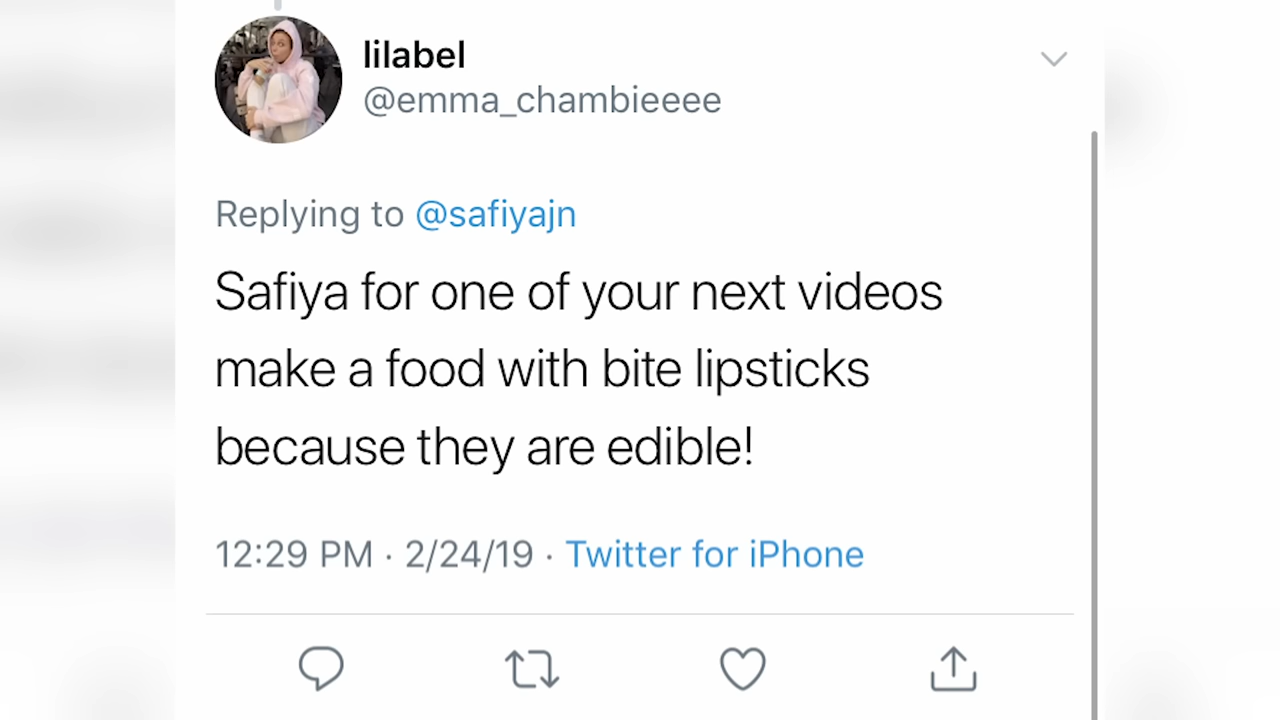 lilabel
@emma_chambieeee
Replying to @safiyajn
Safiya for one of your next videos
make a food with bite lipsticks
because they are edible!
12:29 PM · 2/24/19 · Twitter for iPhone